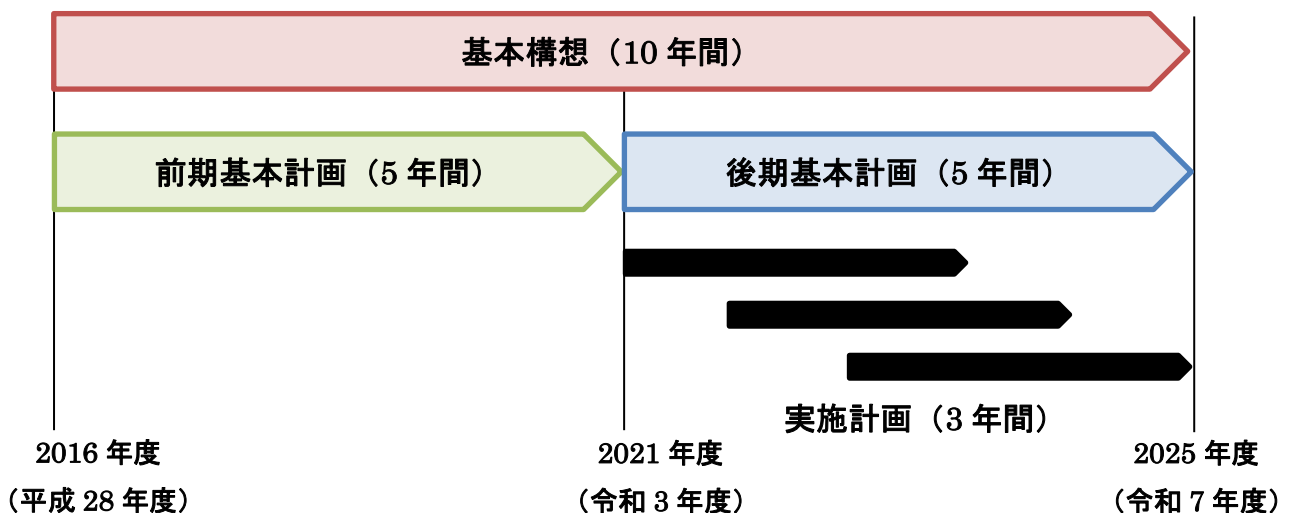 基本構想（10 年間）
前期基本計画（5 年間）
後期基本計画（5 年間）
実施計画（3 年間）
2016 年度
（平成 28 年度）
2021 年度
（令和 3 年度）
2025 年度
（令和 7 年度）